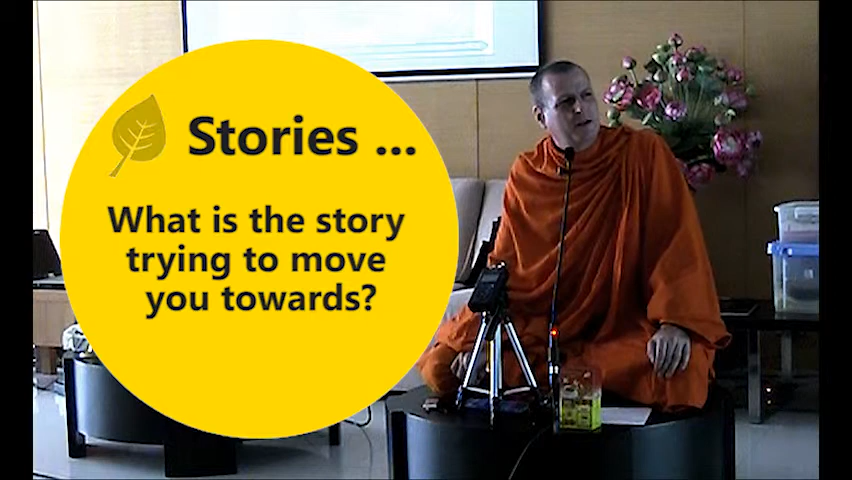 Stories ...
What is the story
trying to move
you towards?